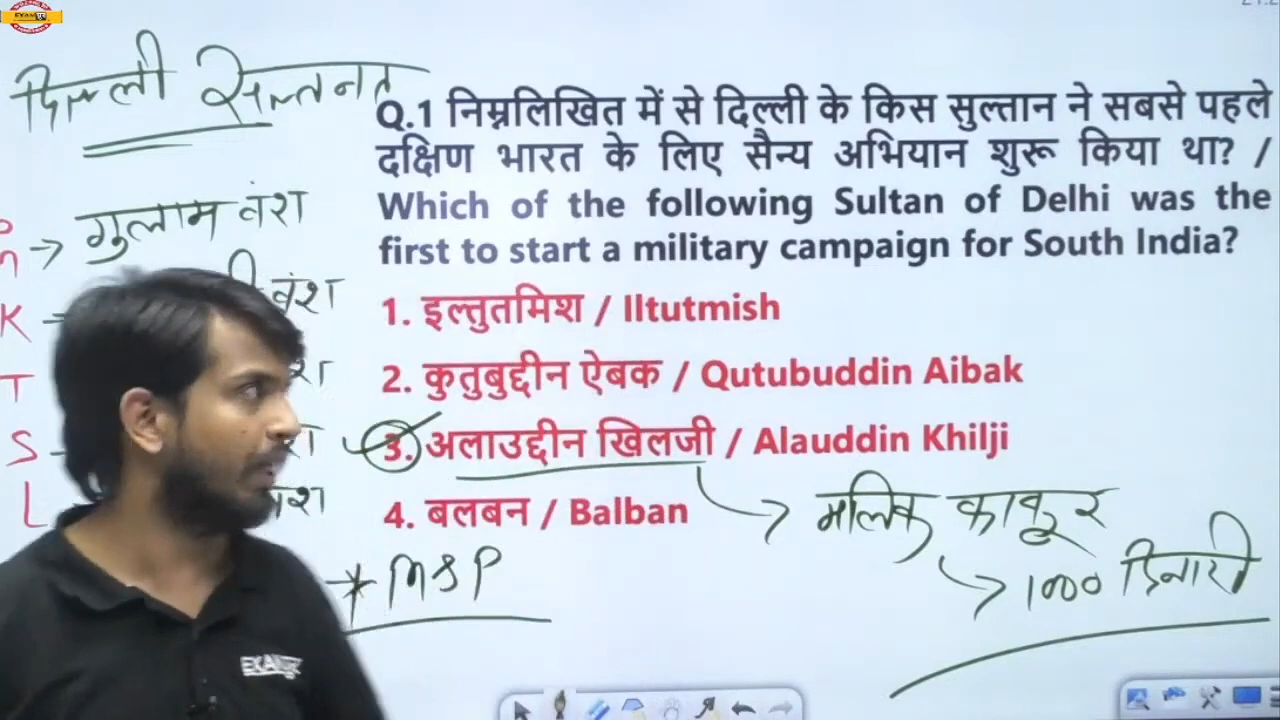 दिल्ली सल्तनत
Q.1 निम्नलिखित में से दिल्ली के किस सुल्तान ने सबसे पहले
दक्षिण भारत के लिए सैन्य अभियान शुरू किया था? /
Which of the following Sultan of Delhi was the
first to start a military campaign for South India?
गुलाम वंश
K
वंश
T
S
L
1. इल्तुतमिश / Iltutmish
2. कुतुबुद्दीन ऐबक / Qutubuddin Aibak
3. अलाउद्दीन खिलजी / Alauddin Khilji
4. बलबन / Balban
मलिक काफूर
1000 दिनारी
* MSP
EXAMPUR